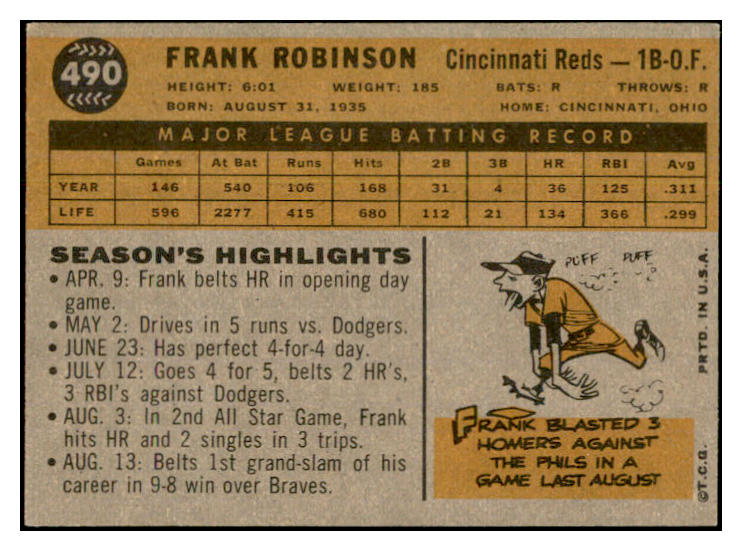 490
FRANK ROBINSON Cincinnati Reds — 1B-O.F.
HEIGHT: 6:01 WEIGHT: 185 BATS: R THROWS: R
BORN: AUGUST 31, 1935 HOME: CINCINNATI, OHIO
MAJOR LEAGUE BATTING RECORD
Games At Bat Runs Hits 2B 3B HR RBI Avg
YEAR 146 540 106 168 31 4 36 125 .311
LIFE 596 2277 415 680 112 21 134 366 .299
SEASON'S HIGHLIGHTS
• APR. 9: Frank belts HR in opening day
game.
• MAY 2: Drives in 5 runs vs. Dodgers.
• JUNE 23: Has perfect 4-for-4 day.
• JULY 12: Goes 4 for 5, belts 2 HR's,
3 RBI's against Dodgers.
• AUG. 3: In 2nd All Star Game, Frank
hits HR and 2 singles in 3 trips.
• AUG. 13: Belts 1st grand-slam of his
career in 9-8 win over Braves.
PUFF PUFF
FRANK BLASTED 3
HOMERS AGAINST
THE PHILS IN A
GAME LAST AUGUST
©T.C.G. PRTD. IN U.S.A.